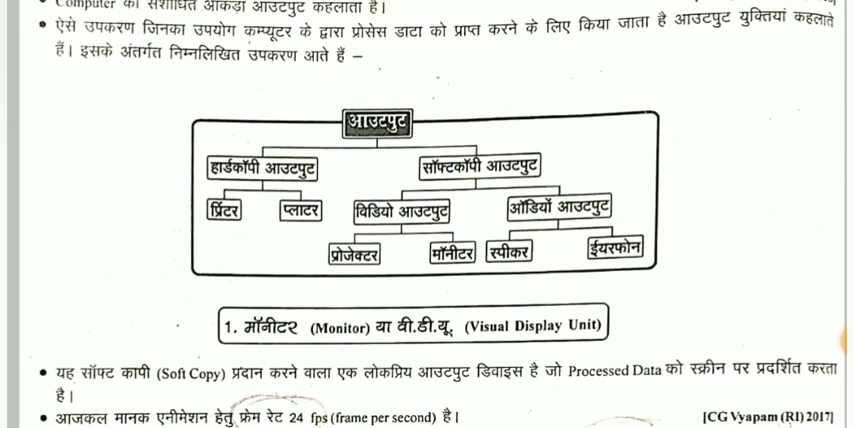 Computer का संशोधित आंकड़ा आउटपुट कहलाता है।
• ऐसे उपकरण जिनका उपयोग कम्प्यूटर के द्वारा प्रोसेस डाटा को प्राप्त करने के लिए किया जाता है आउटपुट युक्तियां कहलाते
हैं। इसके अंतर्गत निम्नलिखित उपकरण आते हैं –
आउटपुट
हार्डकॉपी आउटपुट
सॉफ्टकॉपी आउटपुट
प्रिंटर
प्लाटर
विडियो आउटपुट
ऑडियों आउटपुट
प्रोजेक्टर
मॉनीटर
स्पीकर
ईयरफोन
1. मॉनीटर (Monitor) या वी.डी.यू. (Visual Display Unit)
• यह सॉफ्ट कापी (Soft Copy) प्रदान करने वाला एक लोकप्रिय आउटपुट डिवाइस है जो Processed Data को स्क्रीन पर प्रदर्शित करता
है।
• आजकल मानक एनीमेशन हेतु फ्रेम रेट 24 fps (frame per second) है। [CG Vyapam (RI) 2017]